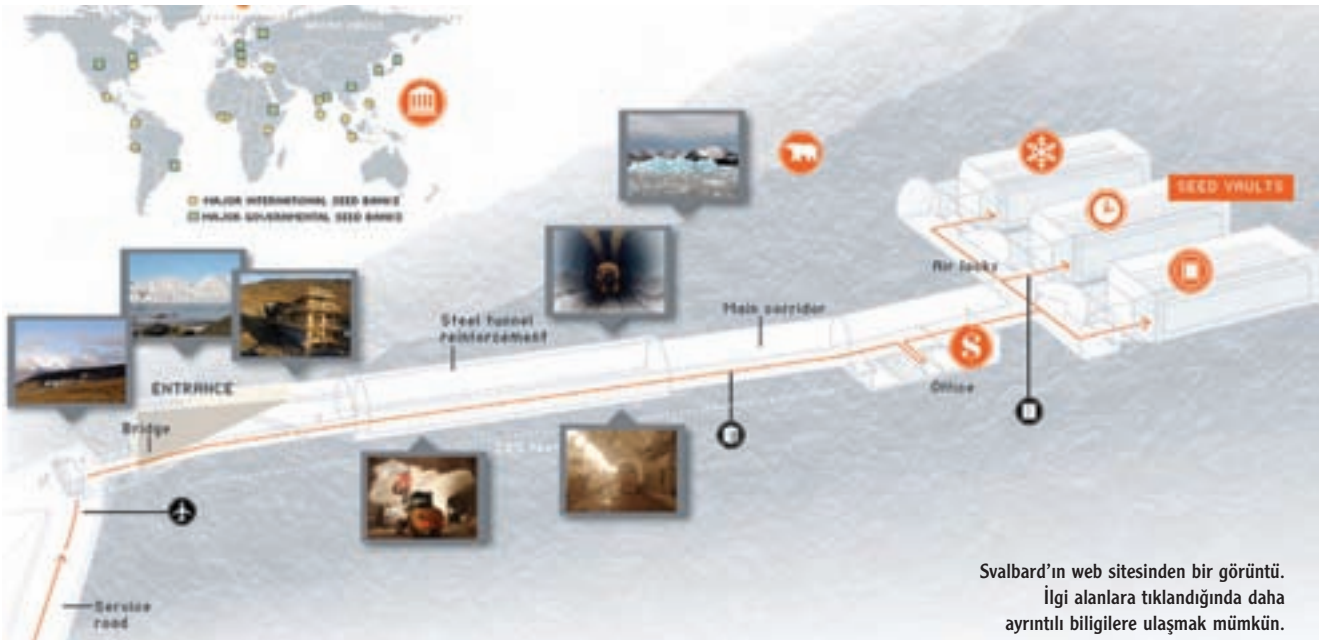 MAJOR INTERNATIONAL SEED BANKS
MAJOR GOVERNMENTAL SEED BANKS
SEED VAULTS
Air locks
Main corridor
Steel tunnel
reinforcement
S
Office
ENTRANCE
Bridge
Service
road
Svalbard’ın web sitesinden bir görüntü.
İlgi alanlara tıklandığında daha
ayrıntılı biligilere ulaşmak mümkün.